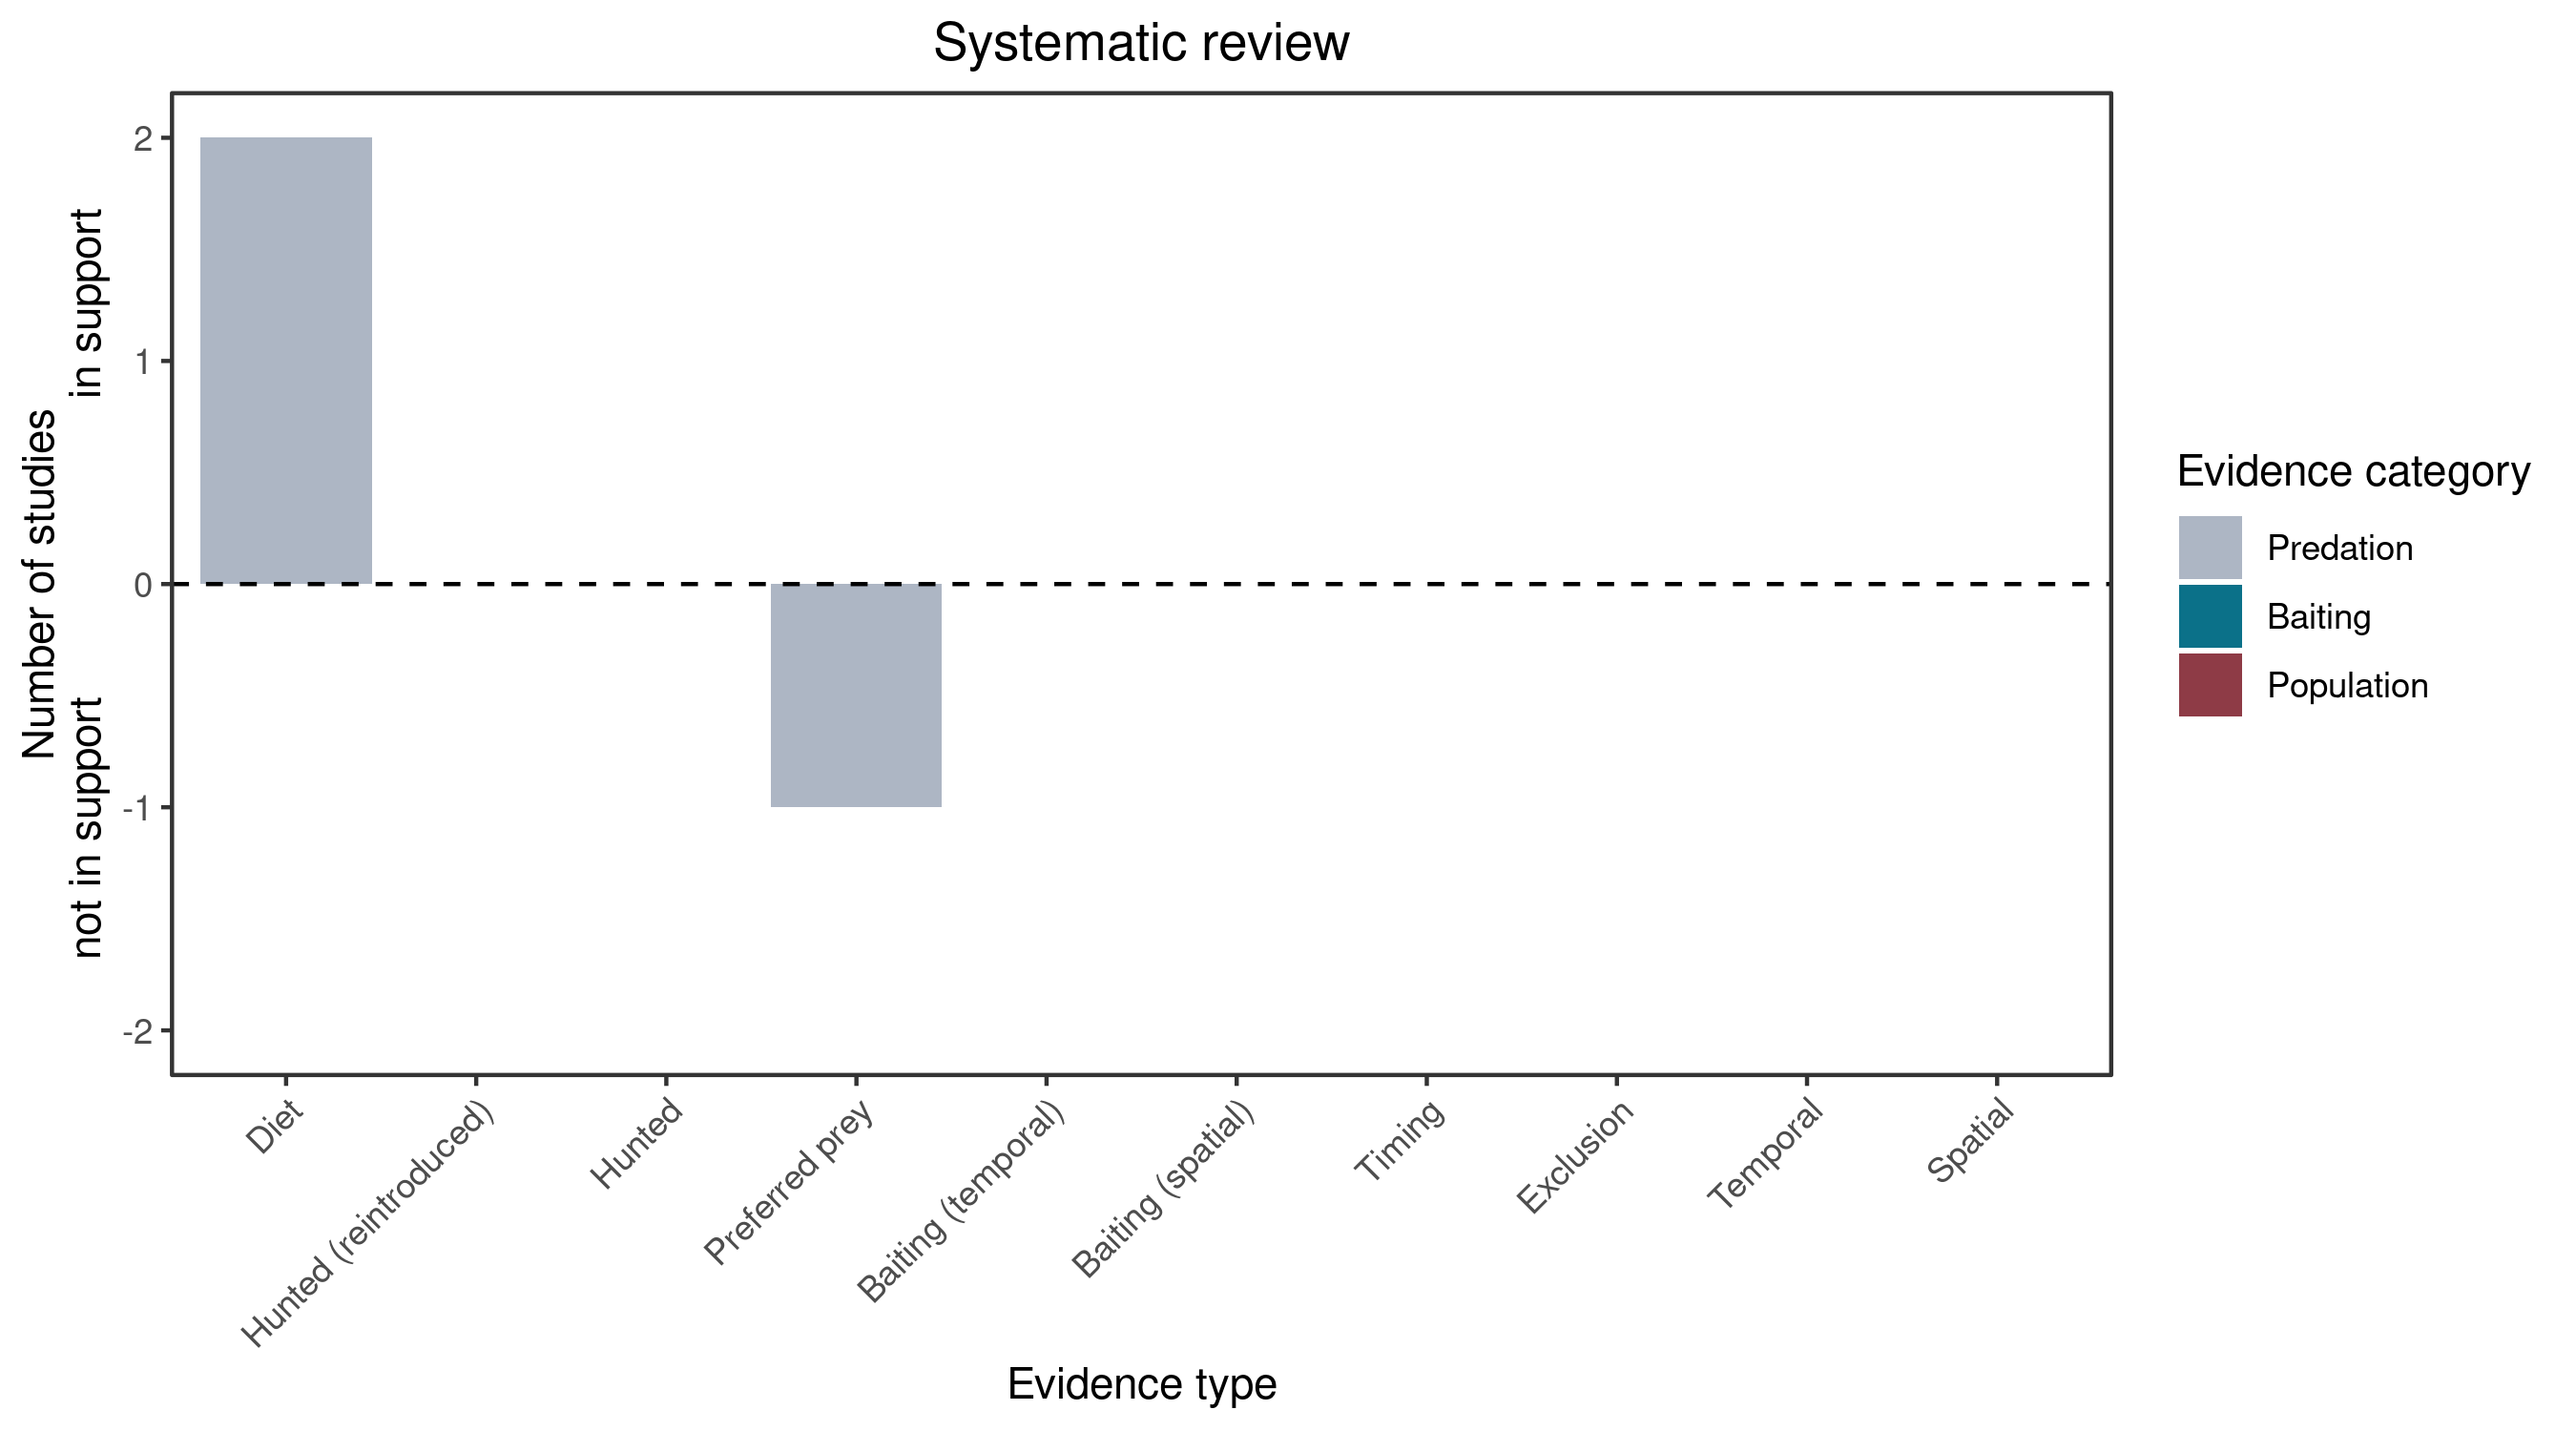 Systematic review
Number of studies
in support
not in support
2
1
0
-1
-2
Diet
Hunted (reintroduced)
Hunted
Preferred prey
Baiting (temporal)
Baiting (spatial)
Timing
Exclusion
Temporal
Spatial
Evidence type
Evidence category
Predation
Baiting
Population